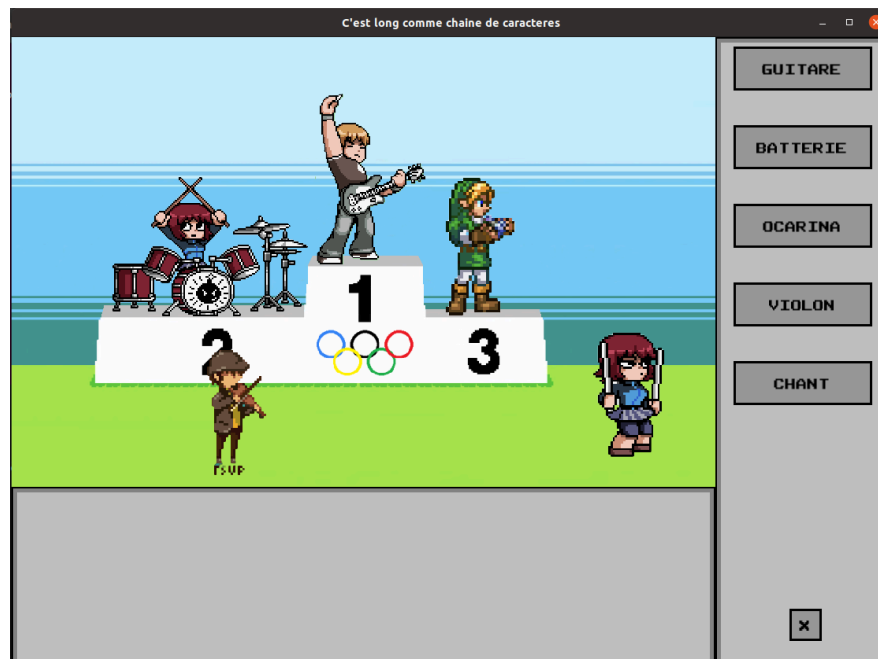 C'est long comme chaine de caracteres
GUITARE
BATTERIE
OCARINA
VIOLON
CHANT
x
1
2
3